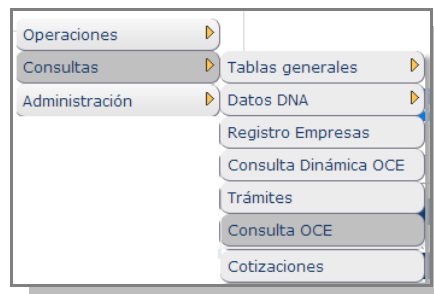 Operaciones
Consultas
Administración
Tablas generales
Datos DNA
Registro Empresas
Consulta Dinámica OCE
Trámites
Consulta OCE
Cotizaciones